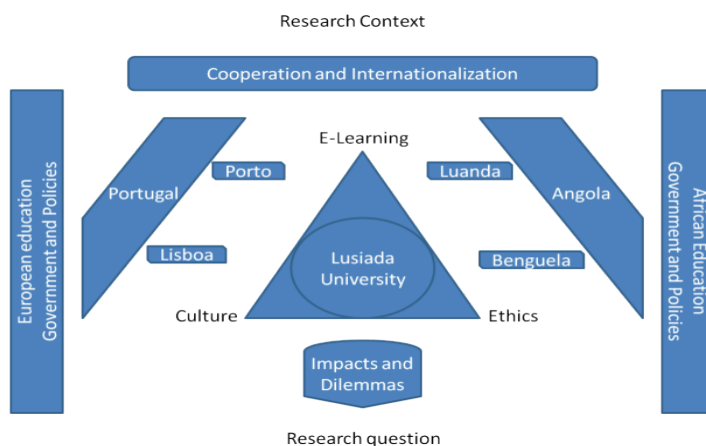 Research Context
Cooperation and Internationalization
European education
Government and Policies
Portugal
Porto
Lisboa
E-Learning
Lusiada
University
Culture
Ethics
Luanda
Benguela
Angola
African Education
Government and Policies
Impacts and
Dilemmas
Research question